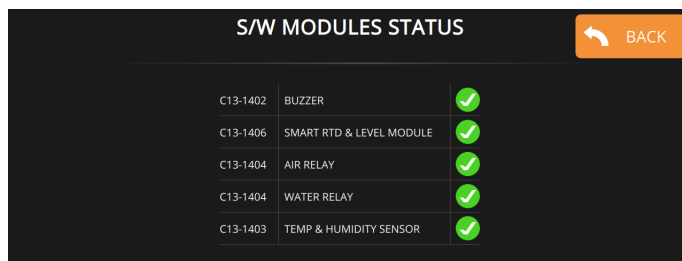 S/W MODULES STATUS
BACK
C13-1402 BUZZER
C13-1406 SMART RTD & LEVEL MODULE
C13-1404 AIR RELAY
C13-1404 WATER RELAY
C13-1403 TEMP & HUMIDITY SENSOR